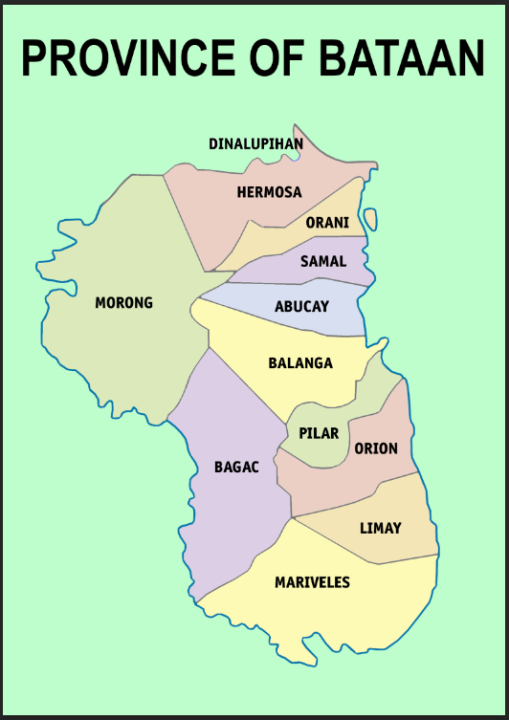 PROVINCE OF BATAAN
DINALUPIHAN
HERMOSA
ORANI
SAMAL
MORONG
ABUCAY
BALANGA
PILAR
ORION
BAGAC
LIMAY
MARIVELES